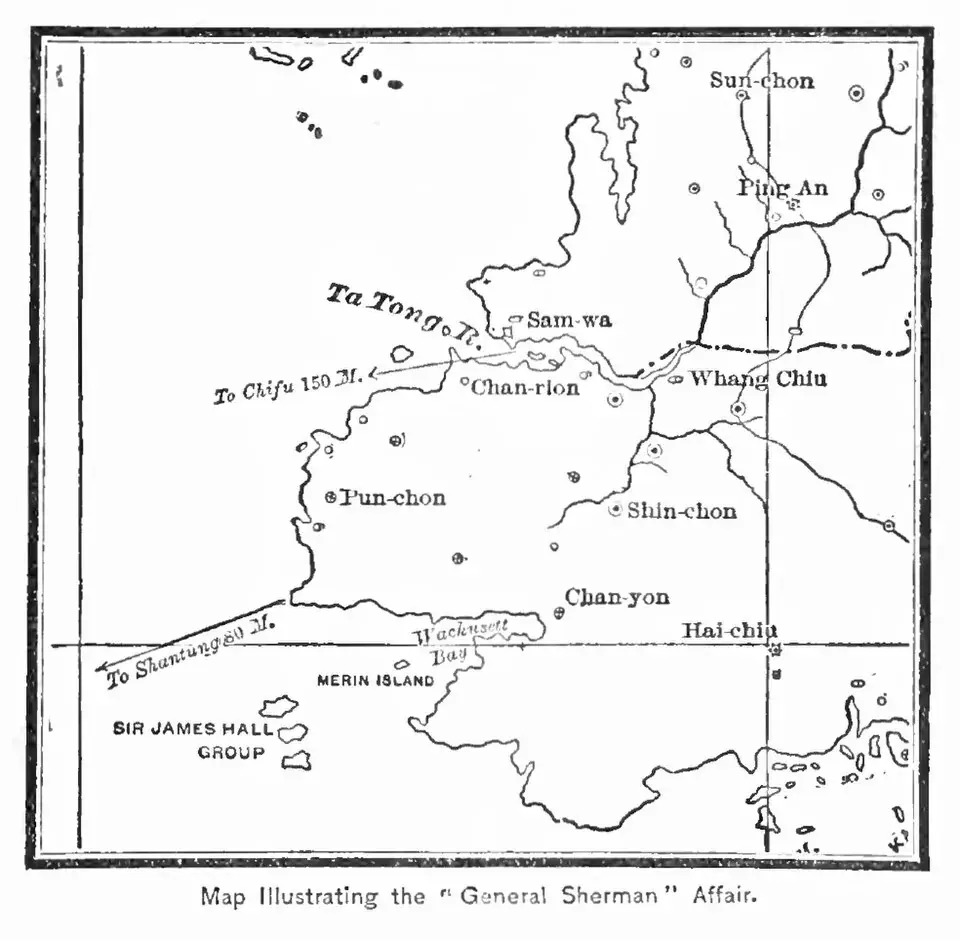 Sun-chon
Ping An
Ta Tong R.
Sam-wa
To Chifu 150 M.
Chan-rion
Whang Chiu
Pun-chon
Shin-chon
Chan-yon
Wachusett
Bay
Hai-chiu
To Shantung 80 M.
MERIN ISLAND
SIR JAMES HALL
GROUP
Map Illustrating the "General Sherman" Affair.